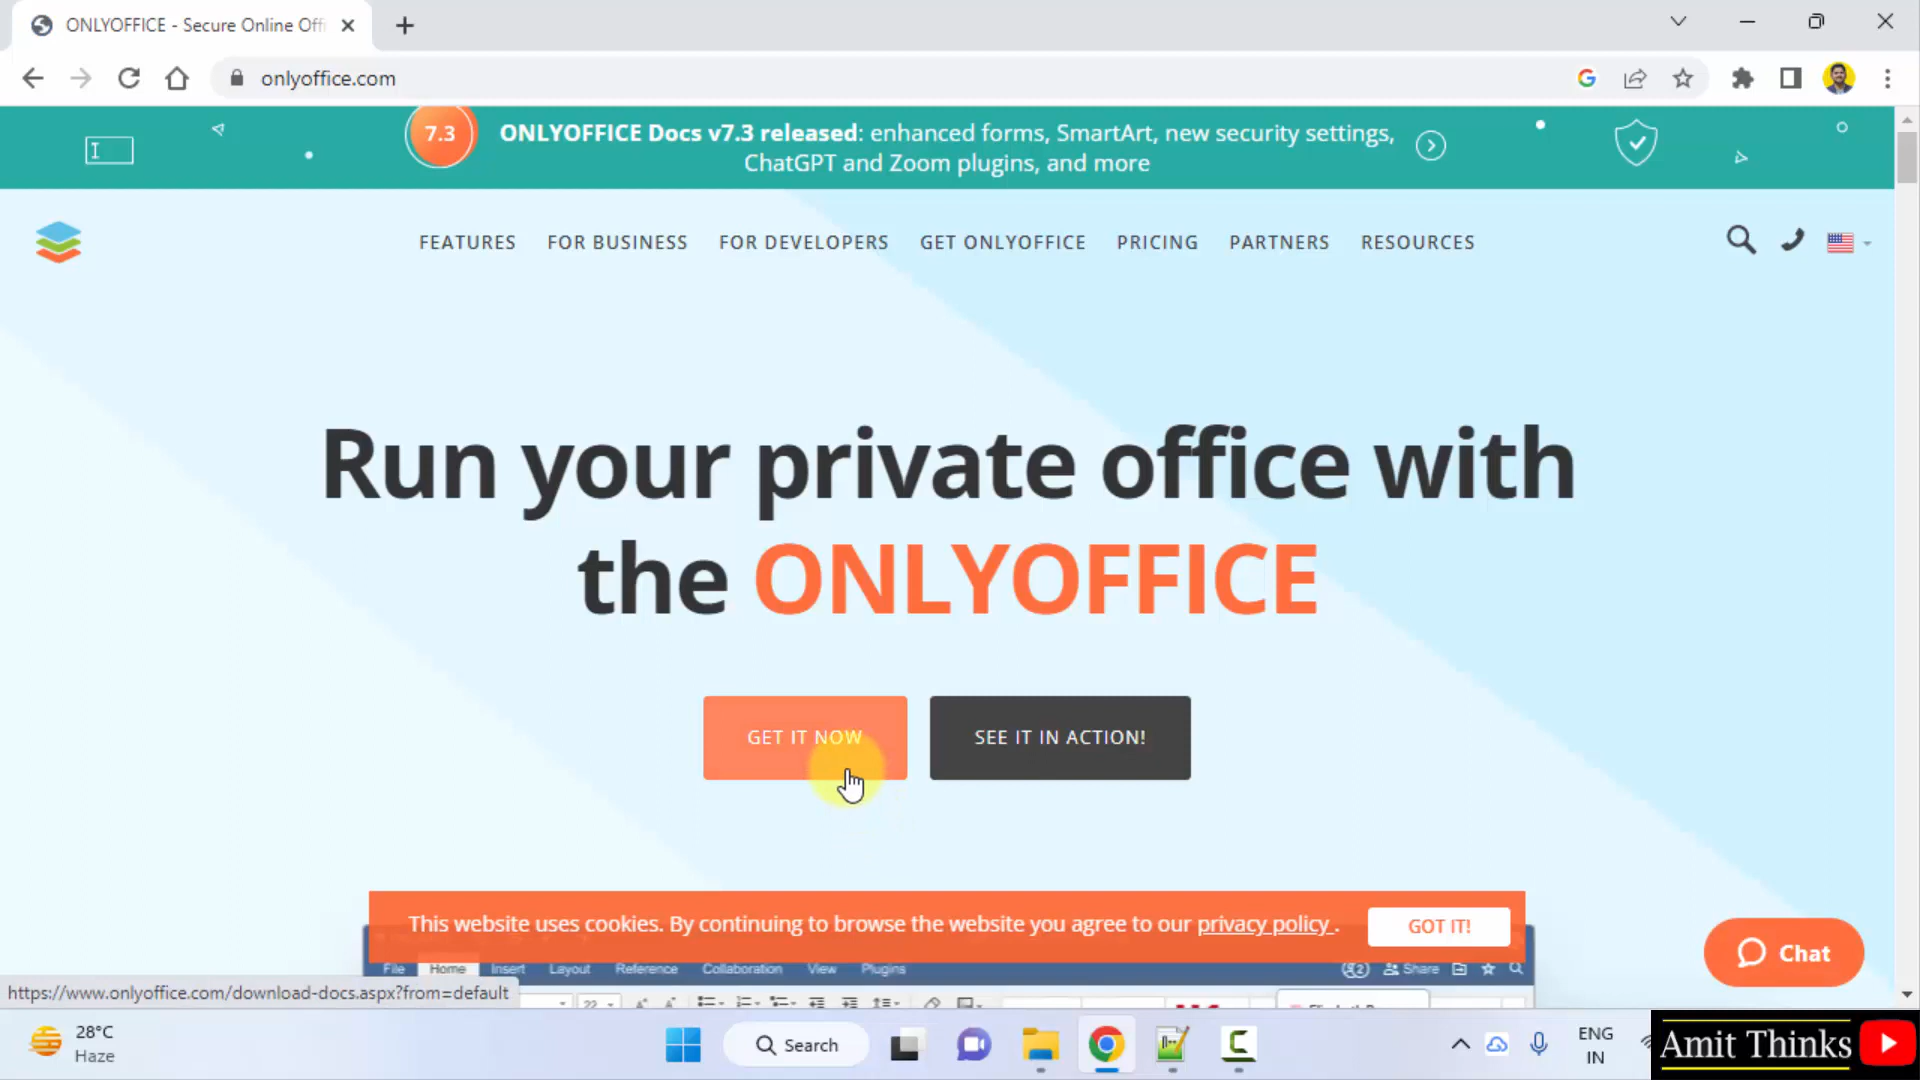 ONLYOFFICE - Secure Online Off
onlyoffice.com
7.3
ONLYOFFICE Docs v7.3 released: enhanced forms, SmartArt, new security settings,
ChatGPT and Zoom plugins, and more
FEATURES FOR BUSINESS FOR DEVELOPERS GET ONLYOFFICE PRICING PARTNERS RESOURCES
Run your private office with
the ONLYOFFICE
GET IT NOW SEE IT IN ACTION!
This website uses cookies. By continuing to browse the website you agree to our privacy policy . GOT IT!
Chat
File Home Insert Layout Reference Collaboration View Plugins Share
https://www.onlyoffice.com/download-docs.aspx?from=default
22
28°C
Haze
Search
ENG
IN
Amit Thinks